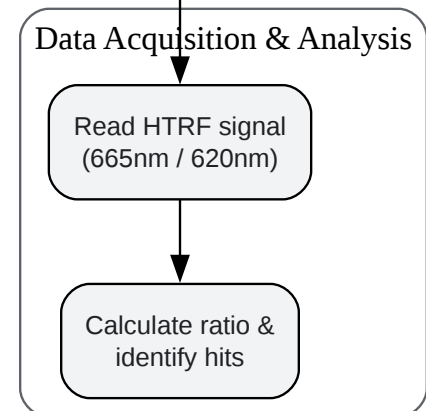 Data Acquisition & Analysis
Read HTRF signal
(665nm / 620nm)
Calculate ratio &
identify hits